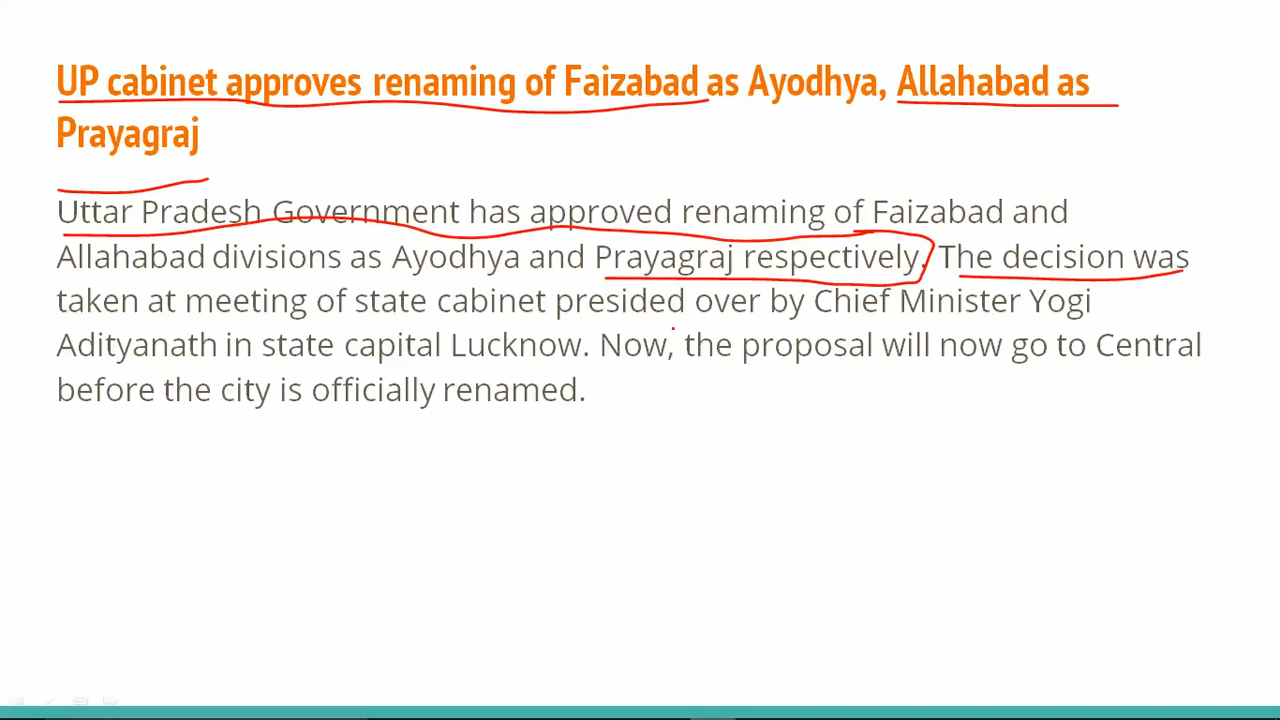 UP cabinet approves renaming of Faizabad as Ayodhya, Allahabad as
Prayagraj
Uttar Pradesh Government has approved renaming of Faizabad and
Allahabad divisions as Ayodhya and Prayagraj respectively. The decision was
taken at meeting of state cabinet presided over by Chief Minister Yogi
Adityanath in state capital Lucknow. Now, the proposal will now go to Central
before the city is officially renamed.